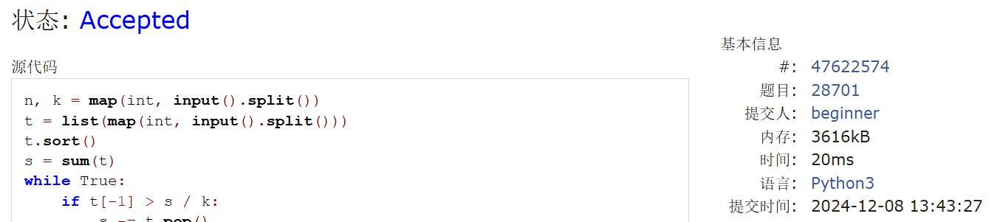 状态: Accepted
源代码
n, k = map(int, input().split())
t = list(map(int, input().split()))
t.sort()
s = sum(t)
while True:
    if t[-1] > s / k:
        s -= t.pop()
基本信息
#: 47622574
题目: 28701
提交人: beginner
内存: 3616kB
时间: 20ms
语言: Python3
提交时间: 2024-12-08 13:43:27